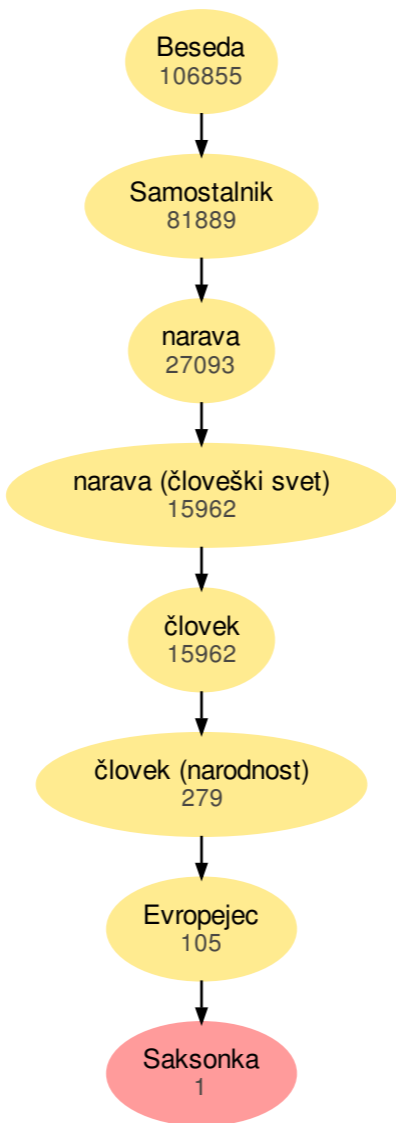 Beseda
106855
Samostalnik
81889
narava
27093
narava (človeški svet)
15962
človek
15962
človek (narodnost)
279
Evropejec
105
Saksonka
1